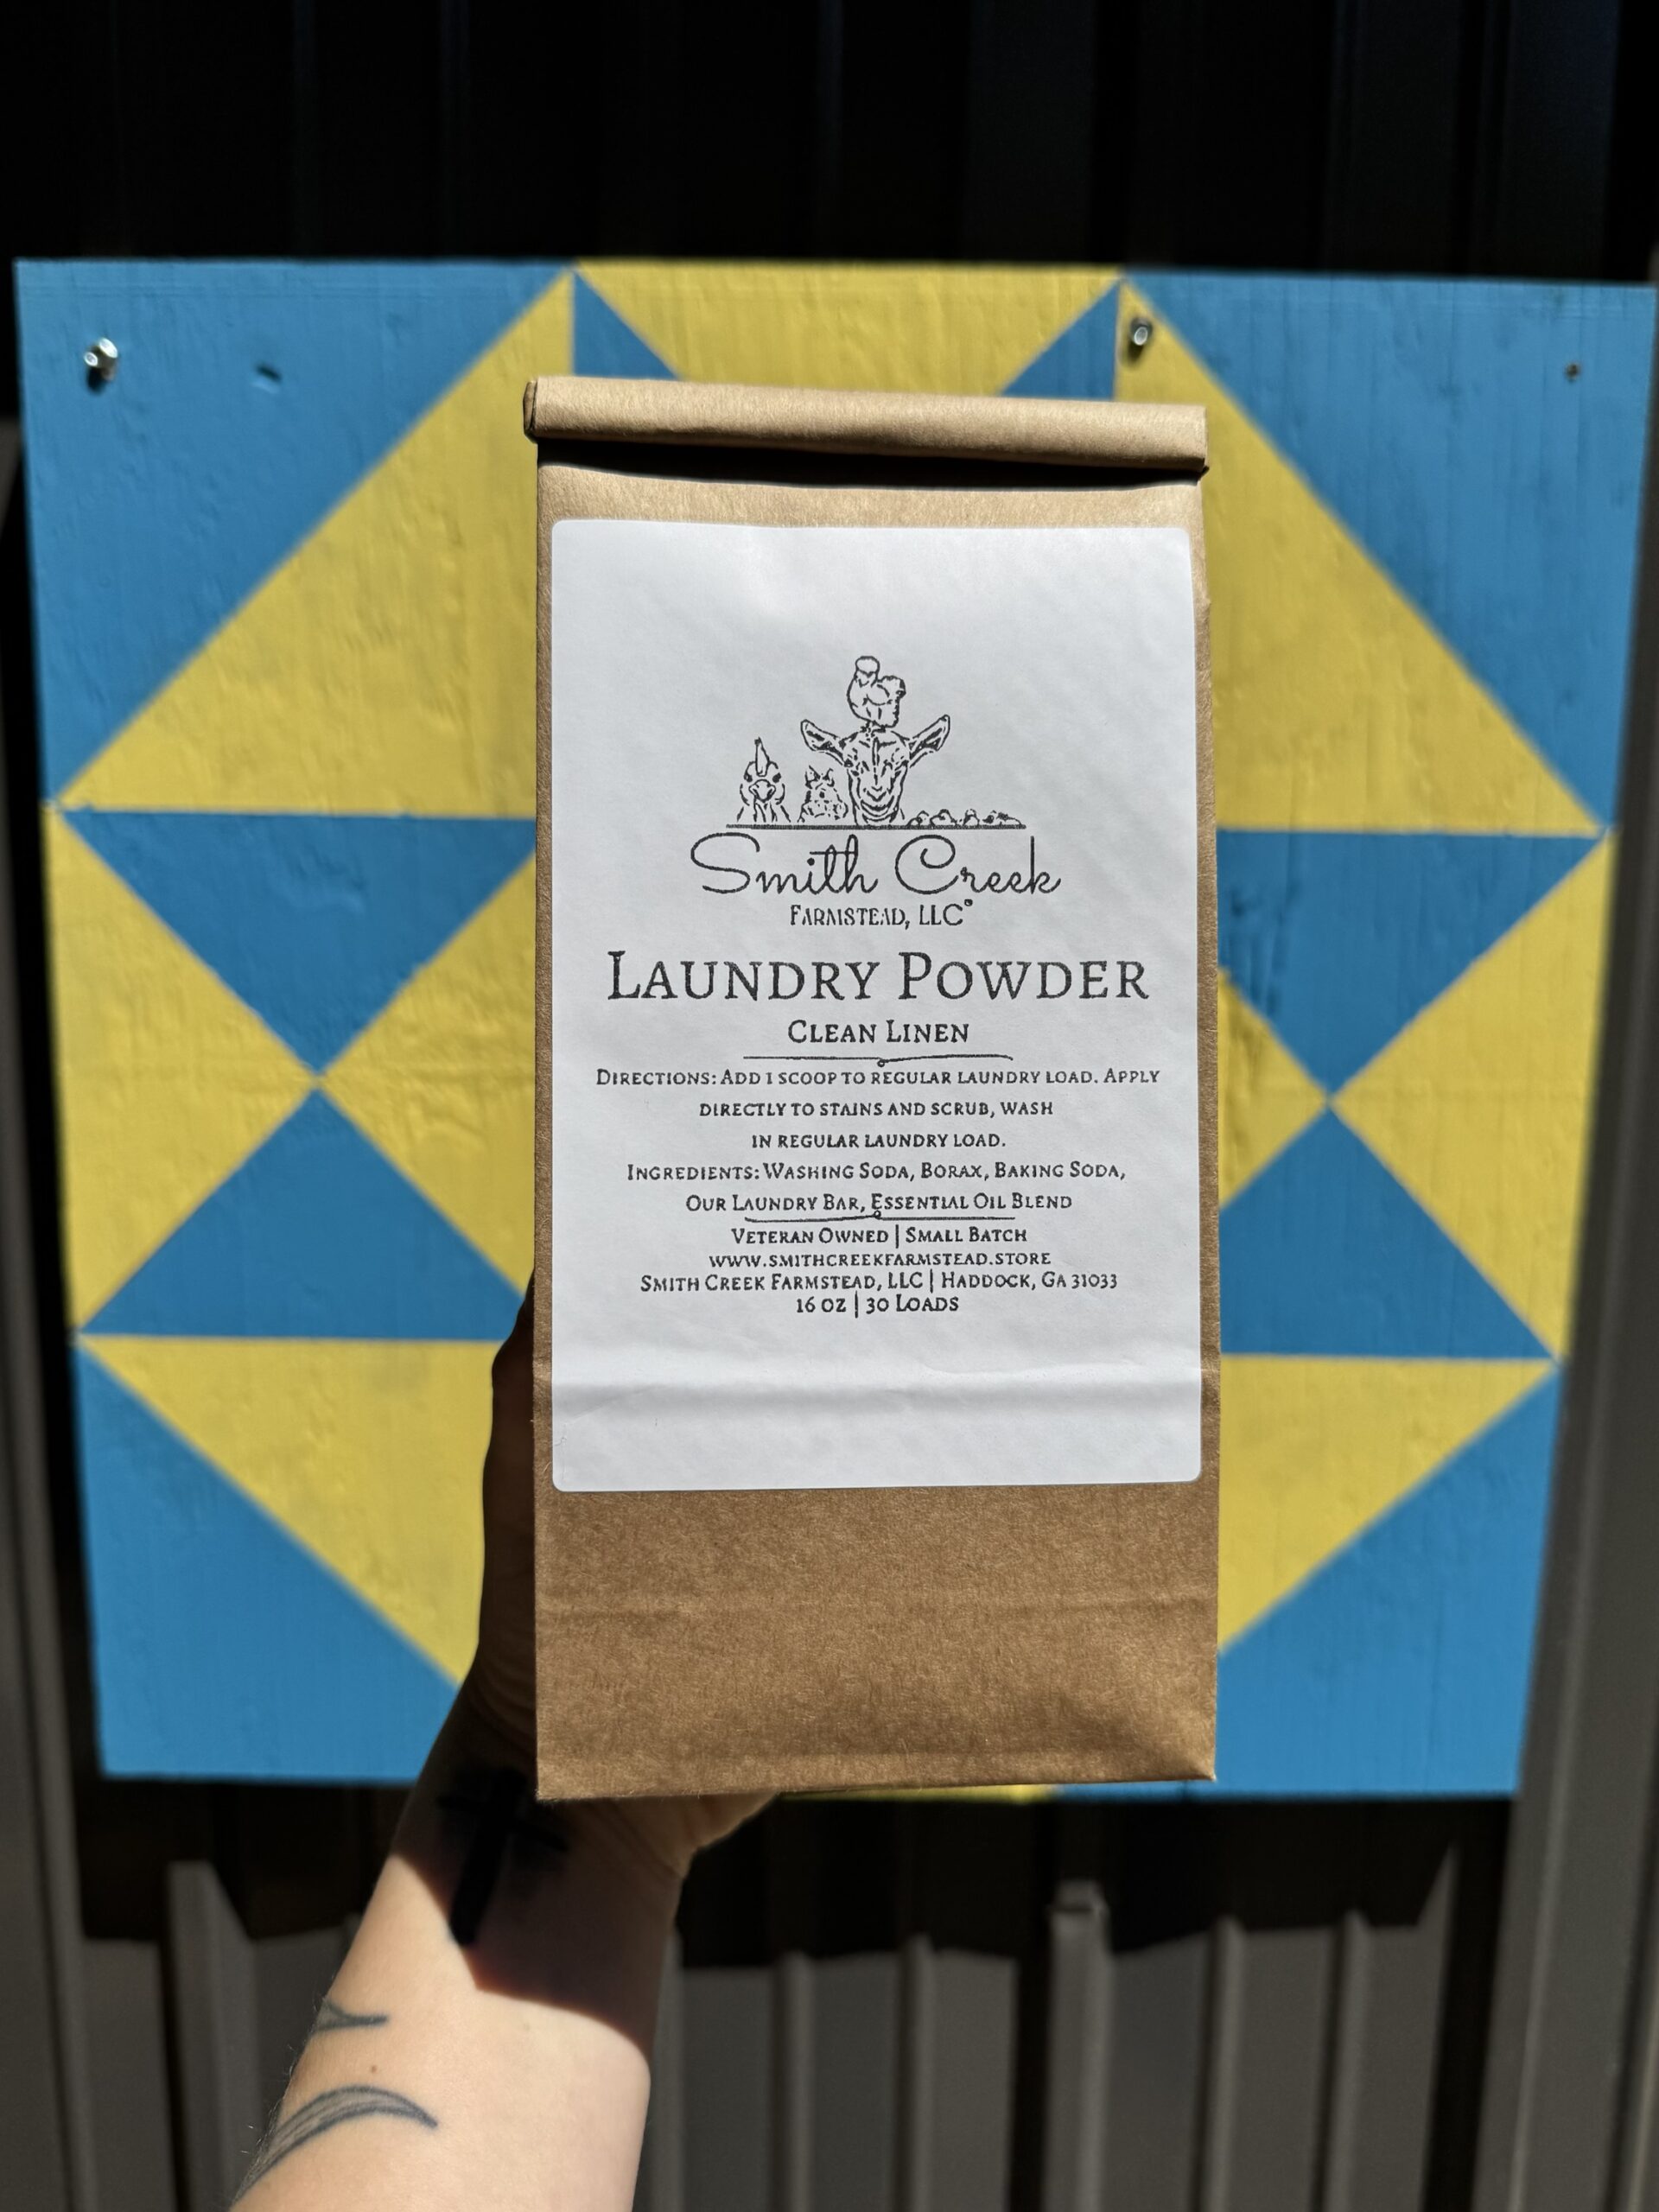 Smith Creek
Farmstead, LLC®
Laundry Powder
Clean Linen
Directions: Add 1 scoop to regular laundry load. Apply
directly to stains and scrub, wash
in regular laundry load.
Ingredients: Washing Soda, Borax, Baking Soda,
Our Laundry Bar, Essential Oil Blend
Veteran Owned | Small Batch
www.smithcreekfarmstead.store
Smith Creek Farmstead, LLC | Haddock, Ga 31033
16 oz | 30 Loads